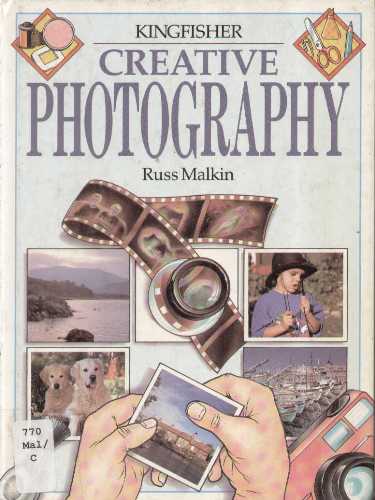 KINGFISHER
CREATIVE
PHOTOGRAPHY
Russ Malkin
770
Mal/
C